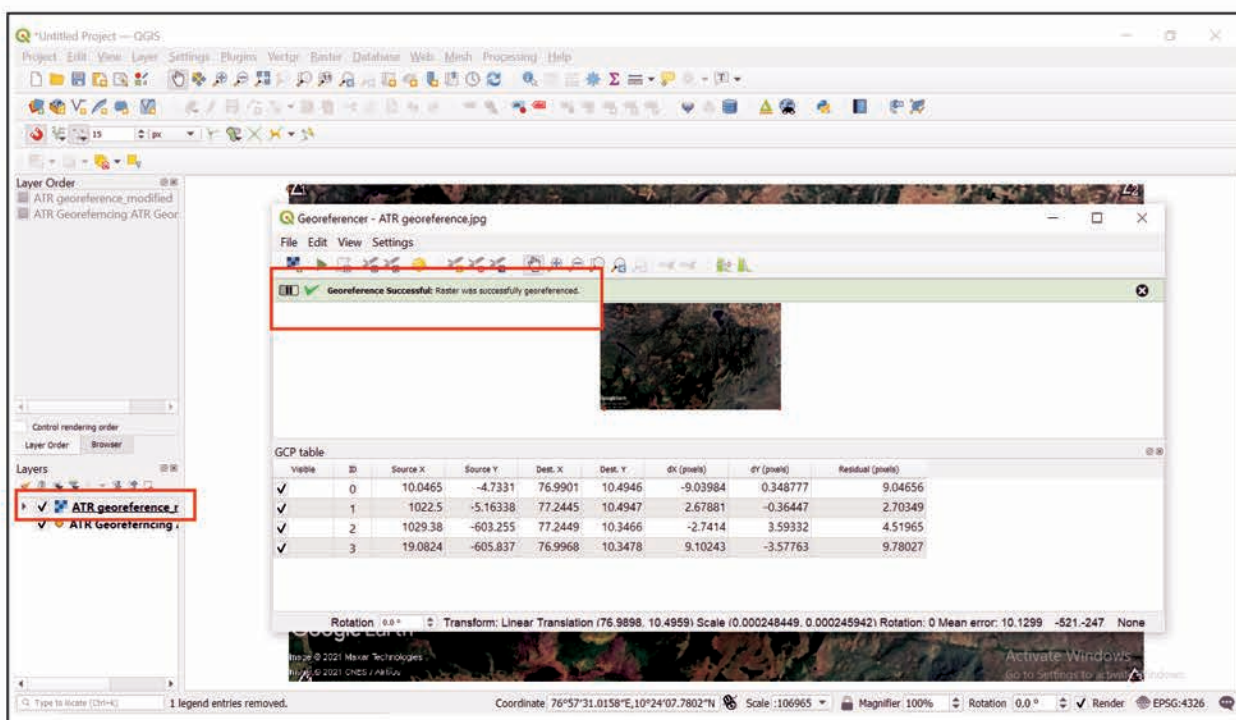 *Untitled Project — QGIS
Project Edit View Layer Settings Plugins Vector Raster Database Web Mesh Processing Help
15 px
Layer Order
ATR georeference_modified
ATR Georeferncing ATR Geor
Control rendering order
Layer Order Browser
Layers
ATR georeference_r
ATR Georeferncing
1 2
Georeferencer - ATR georeference.jpg
File Edit View Settings
Georeference Successful: Raster was successfully georeferenced.
GCP table
Visible ID Source X Source Y Dest. X Dest. Y dX (pixels) dY (pixels) Residual (pixels)
0 10.0465 -4.7331 76.9901 10.4946 -9.03984 0.348777 9.04656
1 1022.5 -5.16338 77.2445 10.4947 2.67881 -0.36447 2.70349
2 1029.38 -603.255 77.2449 10.3466 -2.7414 3.59332 4.51965
3 19.0824 -605.837 76.9968 10.3478 9.10243 -3.57763 9.78027
Rotation 0.0 ° Transform: Linear Translation (76.9898, 10.4959) Scale (0.000248449, 0.000245942) Rotation: 0 Mean error: 10.1299 -521,-247 None
Google Earth
Image © 2021 Maxar Technologies
Image © 2021 CNES / Airbus
Activate Windows
Go to Settings to activate Windows.
Type to locate (Ctrl+K) 1 legend entries removed. Coordinate 76°57'31.0158"E,10°24'07.7802"N Scale :106965 Magnifier 100% Rotation 0.0 ° Render EPSG:4326